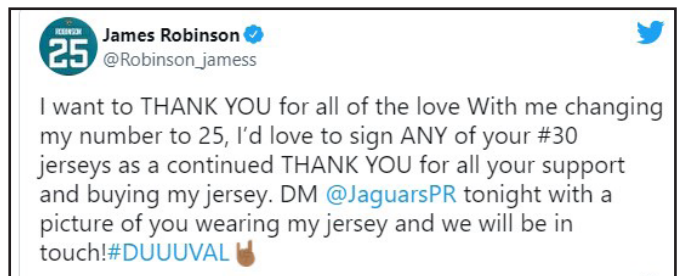 ROBINSON
25
James Robinson
@Robinson_jamess
I want to THANK YOU for all of the love With me changing
my number to 25, I'd love to sign ANY of your #30
jerseys as a continued THANK YOU for all your support
and buying my jersey. DM @JaguarsPR tonight with a
picture of you wearing my jersey and we will be in
touch!#DUUUVAL🤘🏾